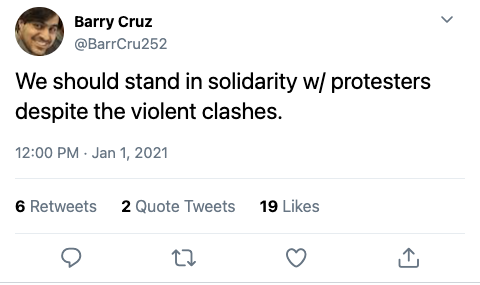 Barry Cruz
@BarrCru252
We should stand in solidarity w/ protesters
despite the violent clashes.
12:00 PM · Jan 1, 2021
6 Retweets 2 Quote Tweets 19 Likes